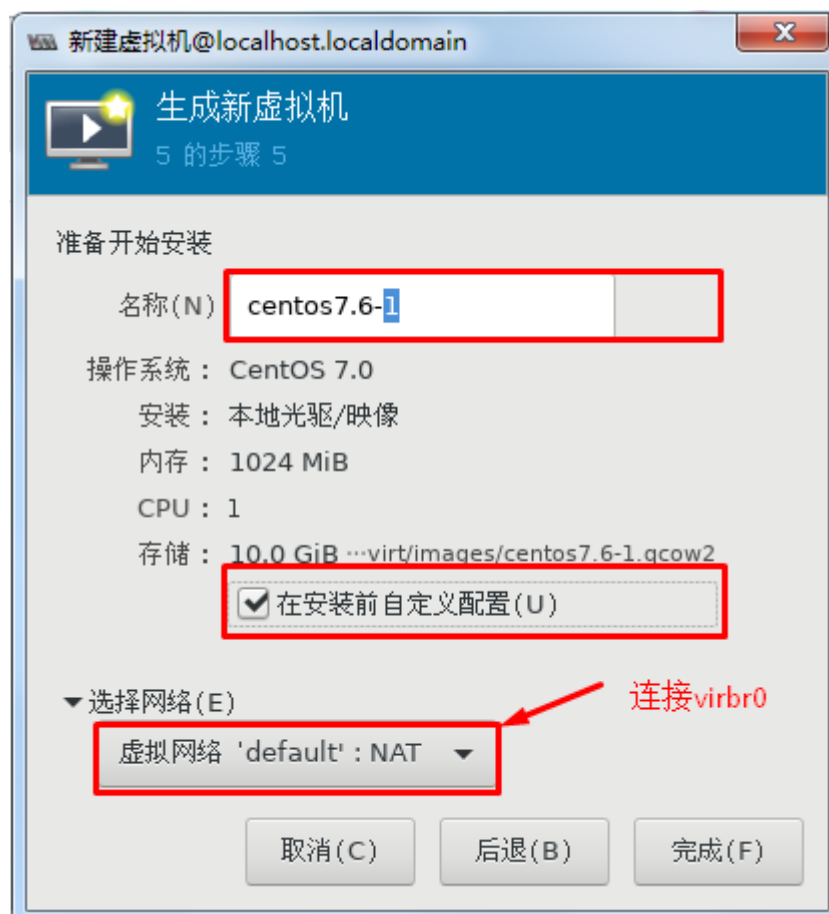 新建虚拟机@localhost.localdomain
生成新虚拟机
5 的步骤 5
准备开始安装
名称(N) centos7.6-1
操作系统： CentOS 7.0
安装： 本地光驱/映像
内存： 1024 MiB
CPU： 1
存储： 10.0 GiB ···virt/images/centos7.6-1.qcow2
在安装前自定义配置(U)
选择网络(E)
连接virbr0
虚拟网络 'default' : NAT
取消(C) 后退(B) 完成(F)